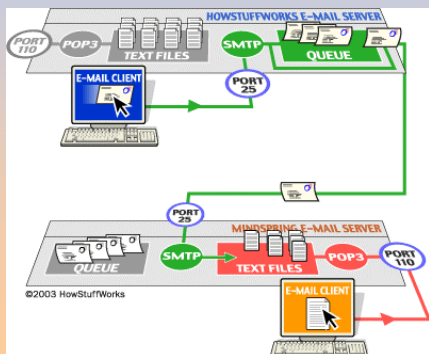 HOWSTUFFWORKS E-MAIL SERVER
PORT
110
POP3
TEXT FILES
SMTP
QUEUE
E-MAIL CLIENT
PORT
25
PORT
25
MINDSPRING E-MAIL SERVER
QUEUE
SMTP
TEXT FILES
POP3
PORT
110
©2003 HowStuffWorks
E-MAIL CLIENT